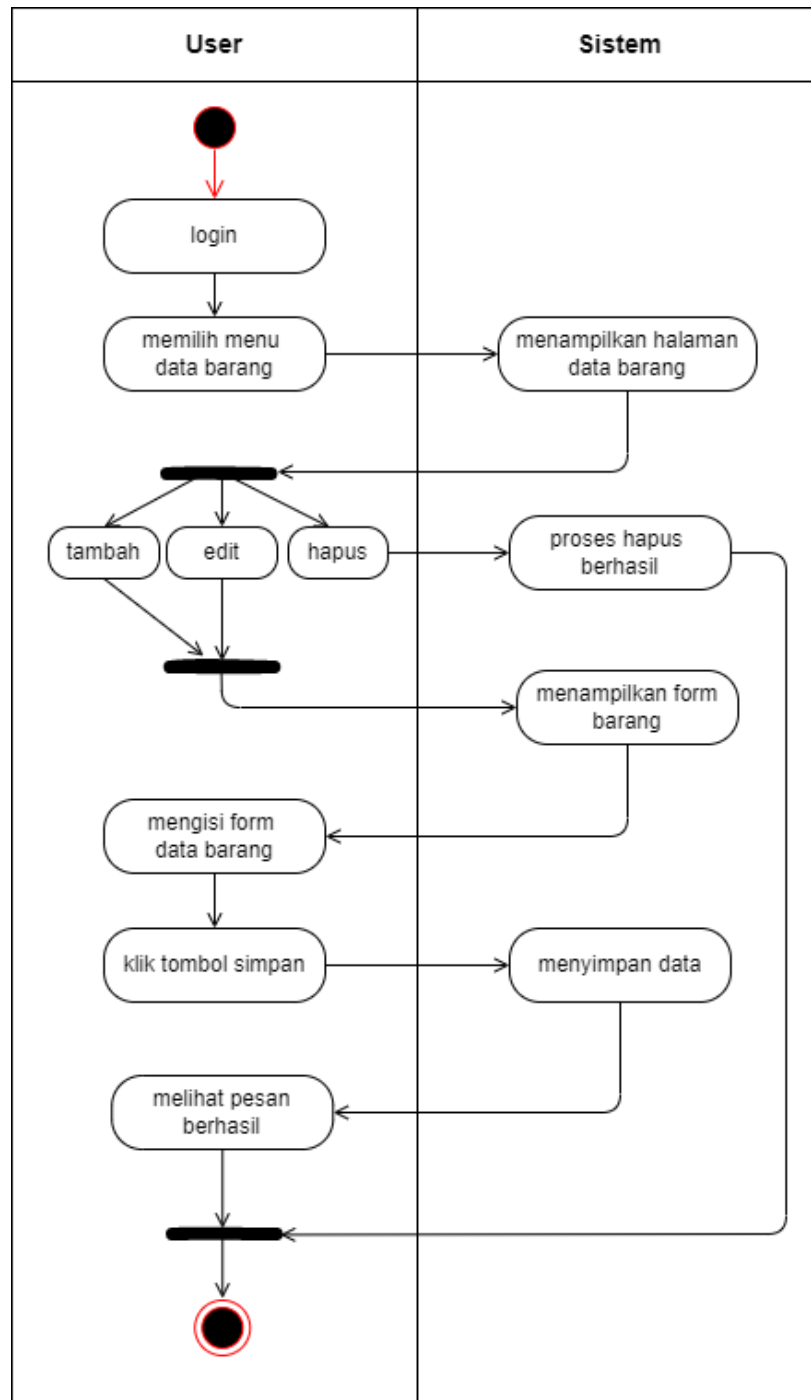 User
Sistem
login
memilih menu
data barang
menampilkan halaman
data barang
tambah
edit
hapus
proses hapus
berhasil
menampilkan form
barang
mengisi form
data barang
klik tombol simpan
menyimpan data
melihat pesan
berhasil